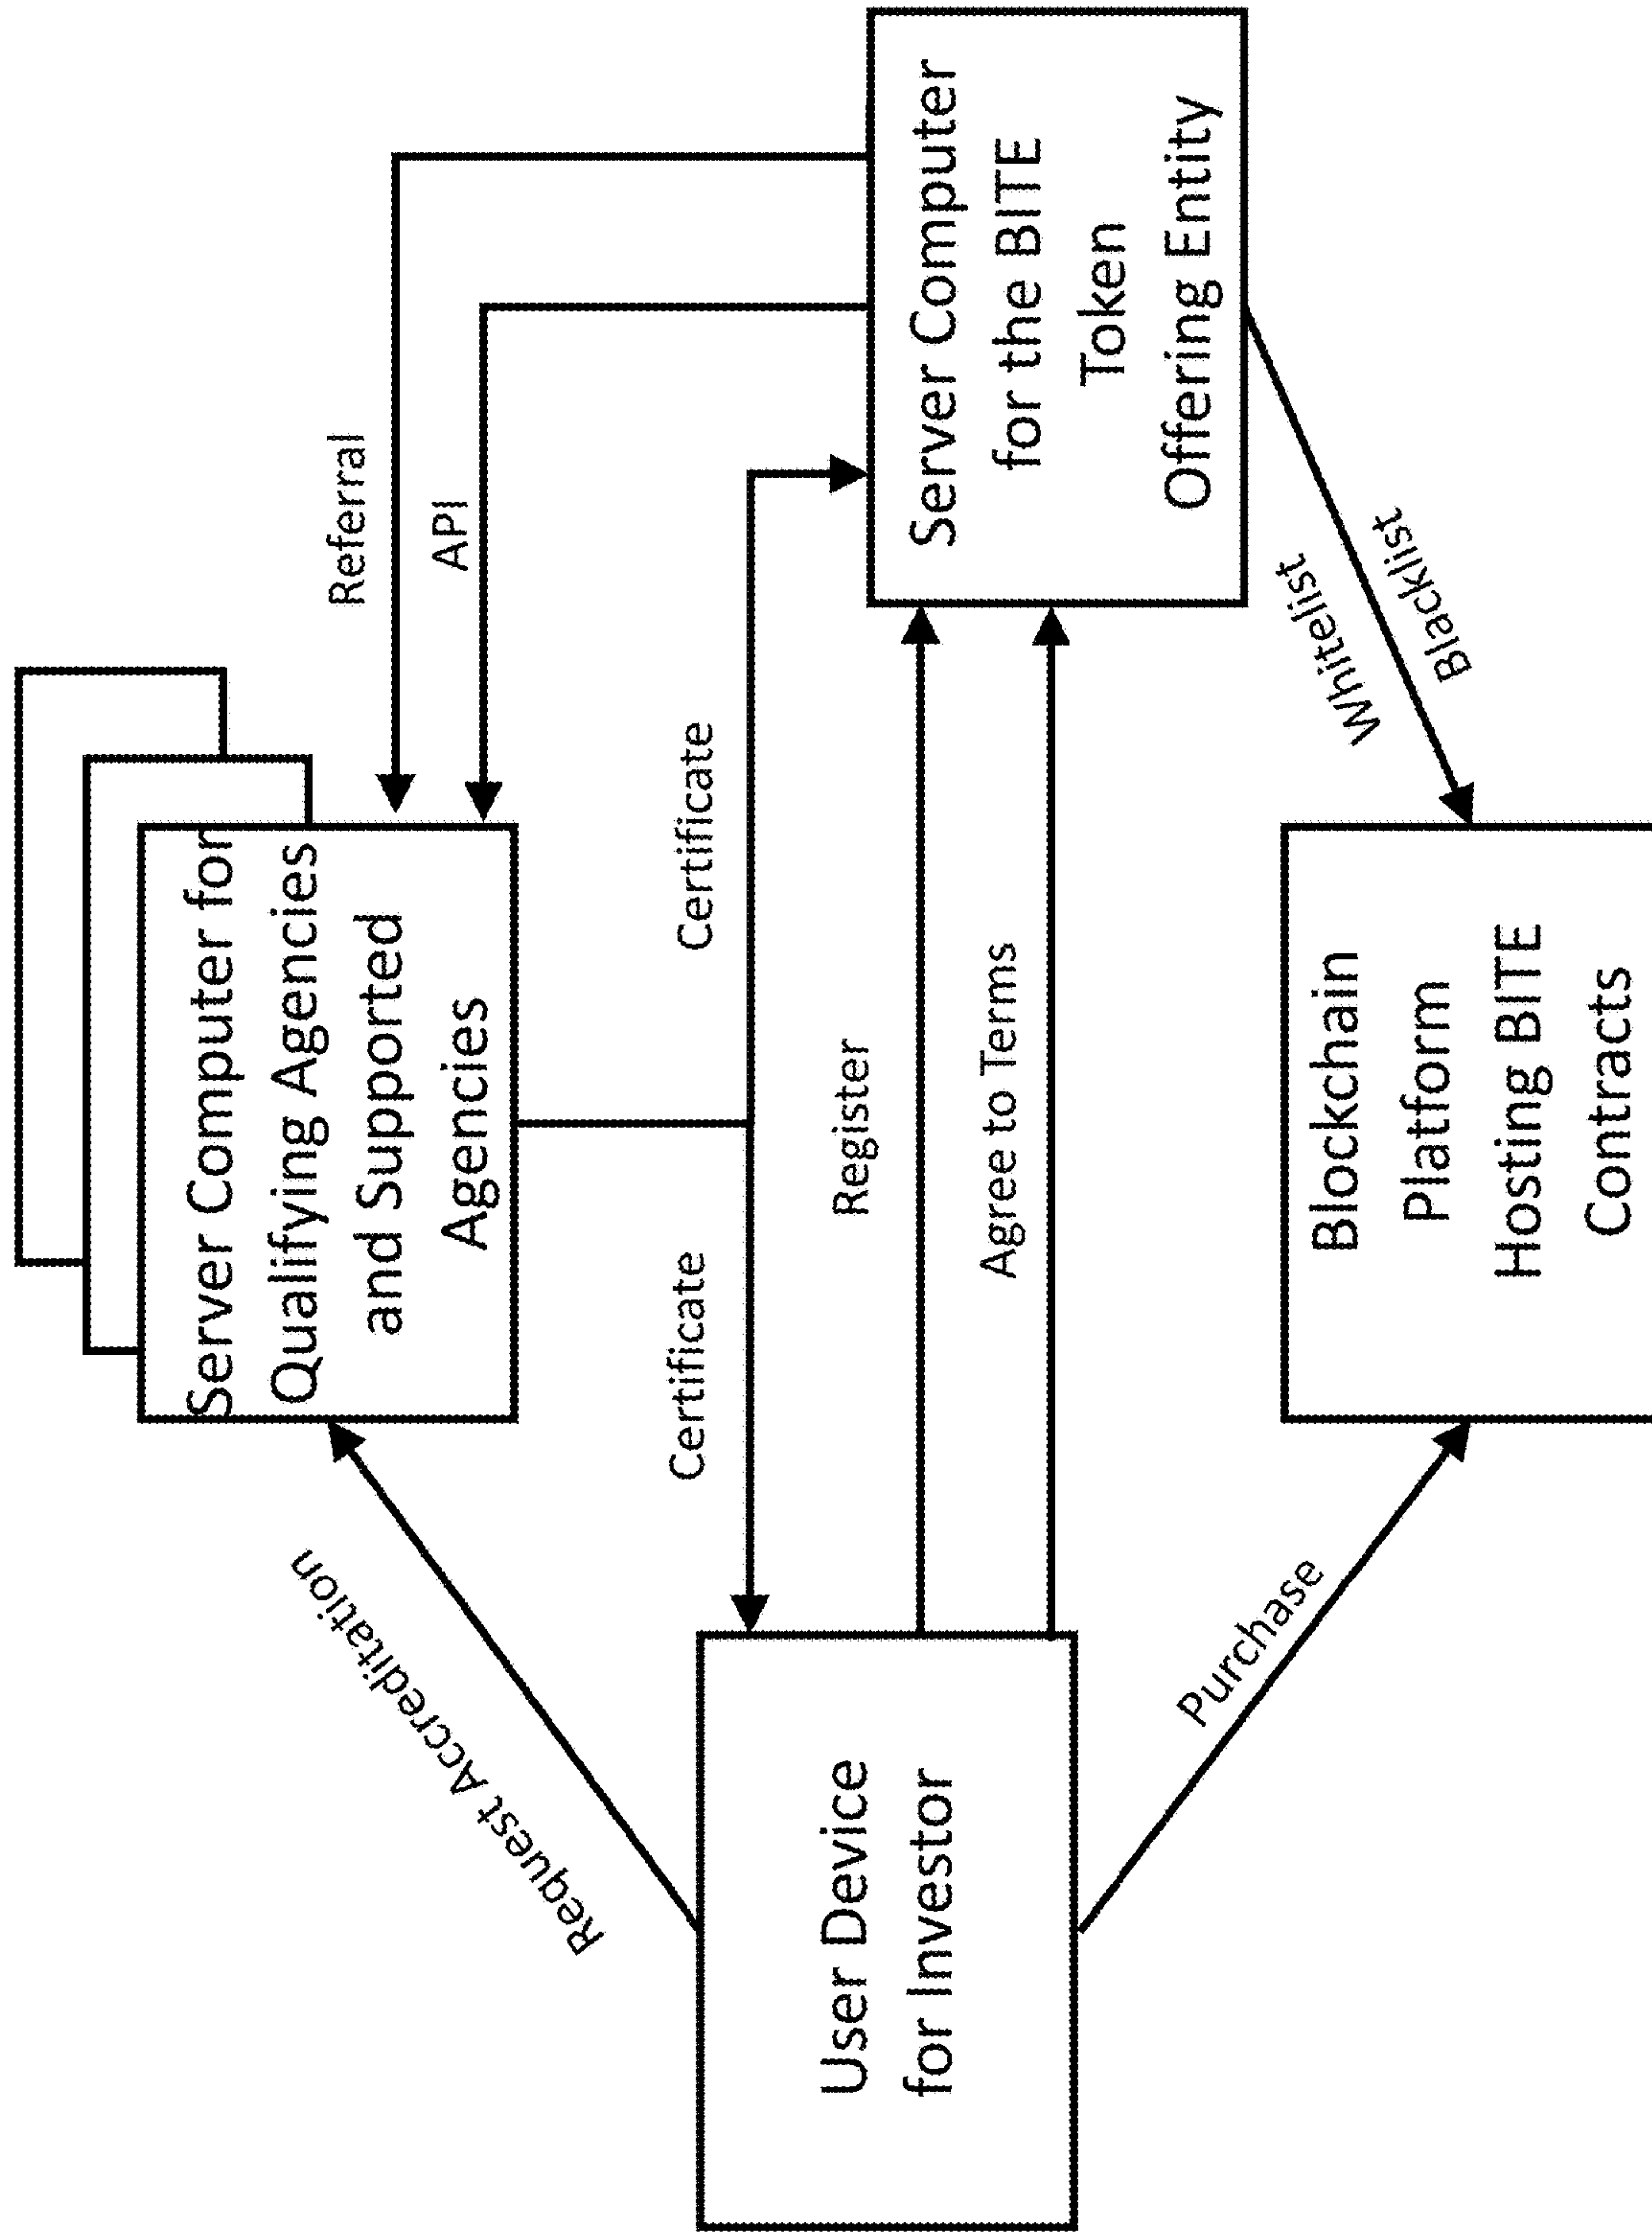 Server Computer for
Qualifying Agencies
and Supported
Agencies
Request Accreditation
Referral
API
Certificate
Certificate
User Device
for Investor
Register
Agree to Terms
Server Computer
for the BITE
Token
Offering Entity
Purchase
Whitelist
Blacklist
Blockchain
Platform
Hosting BITE
Contracts